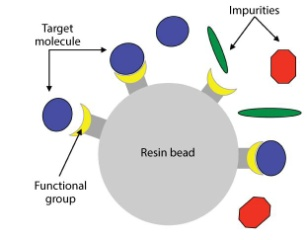 Impurities
Target
molecule
Resin bead
Functional
group